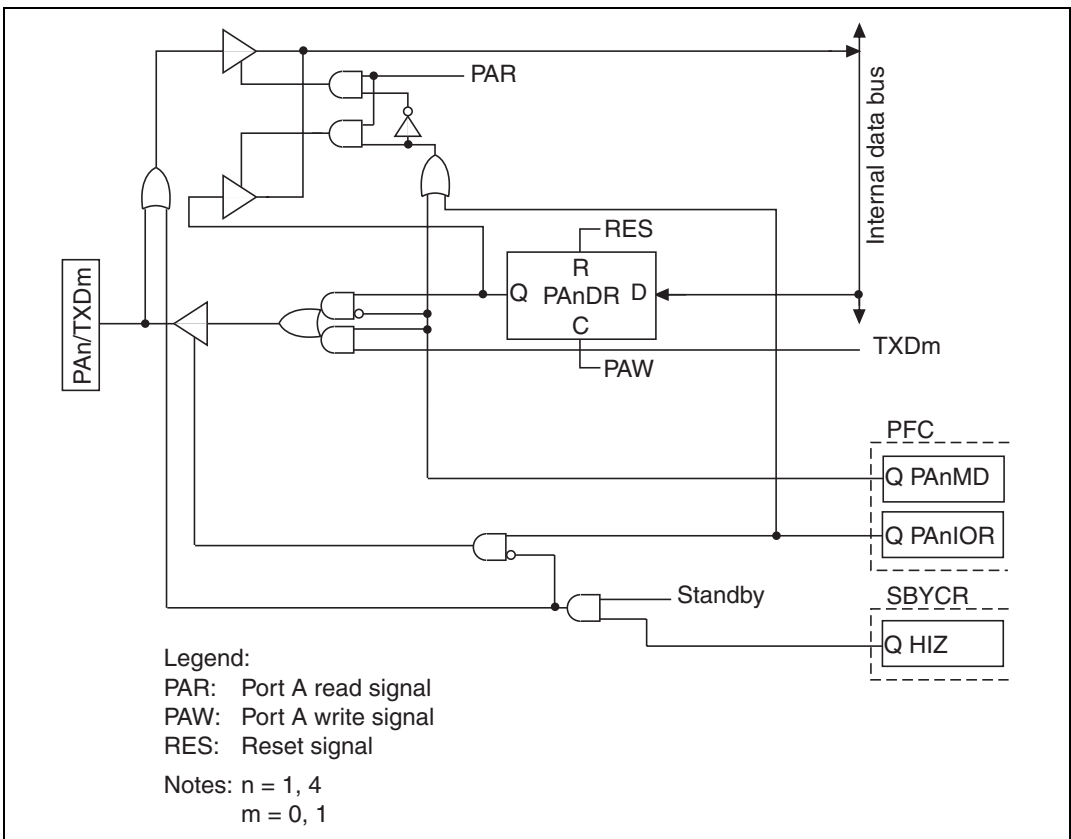 PAR
Internal data bus
RES
R
Q PAnDR D
C
PAW
PAn/TXDm
TXDm
PFC
Q PAnMD
Q PAnIOR
Standby
SBYCR
Q HIZ
Legend:
PAR: Port A read signal
PAW: Port A write signal
RES: Reset signal
Notes: n = 1, 4
m = 0, 1